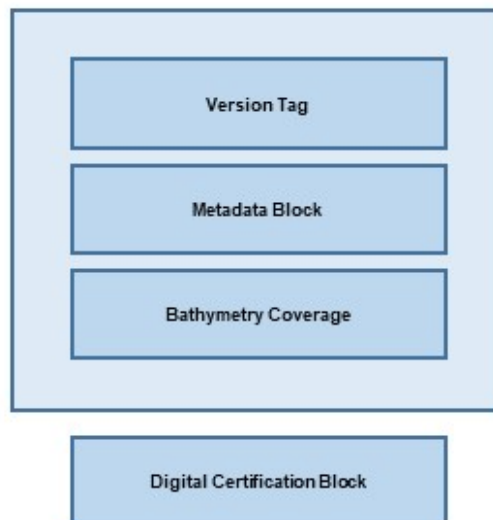 Version Tag
Metadata Block
Bathymetry Coverage
Digital Certification Block